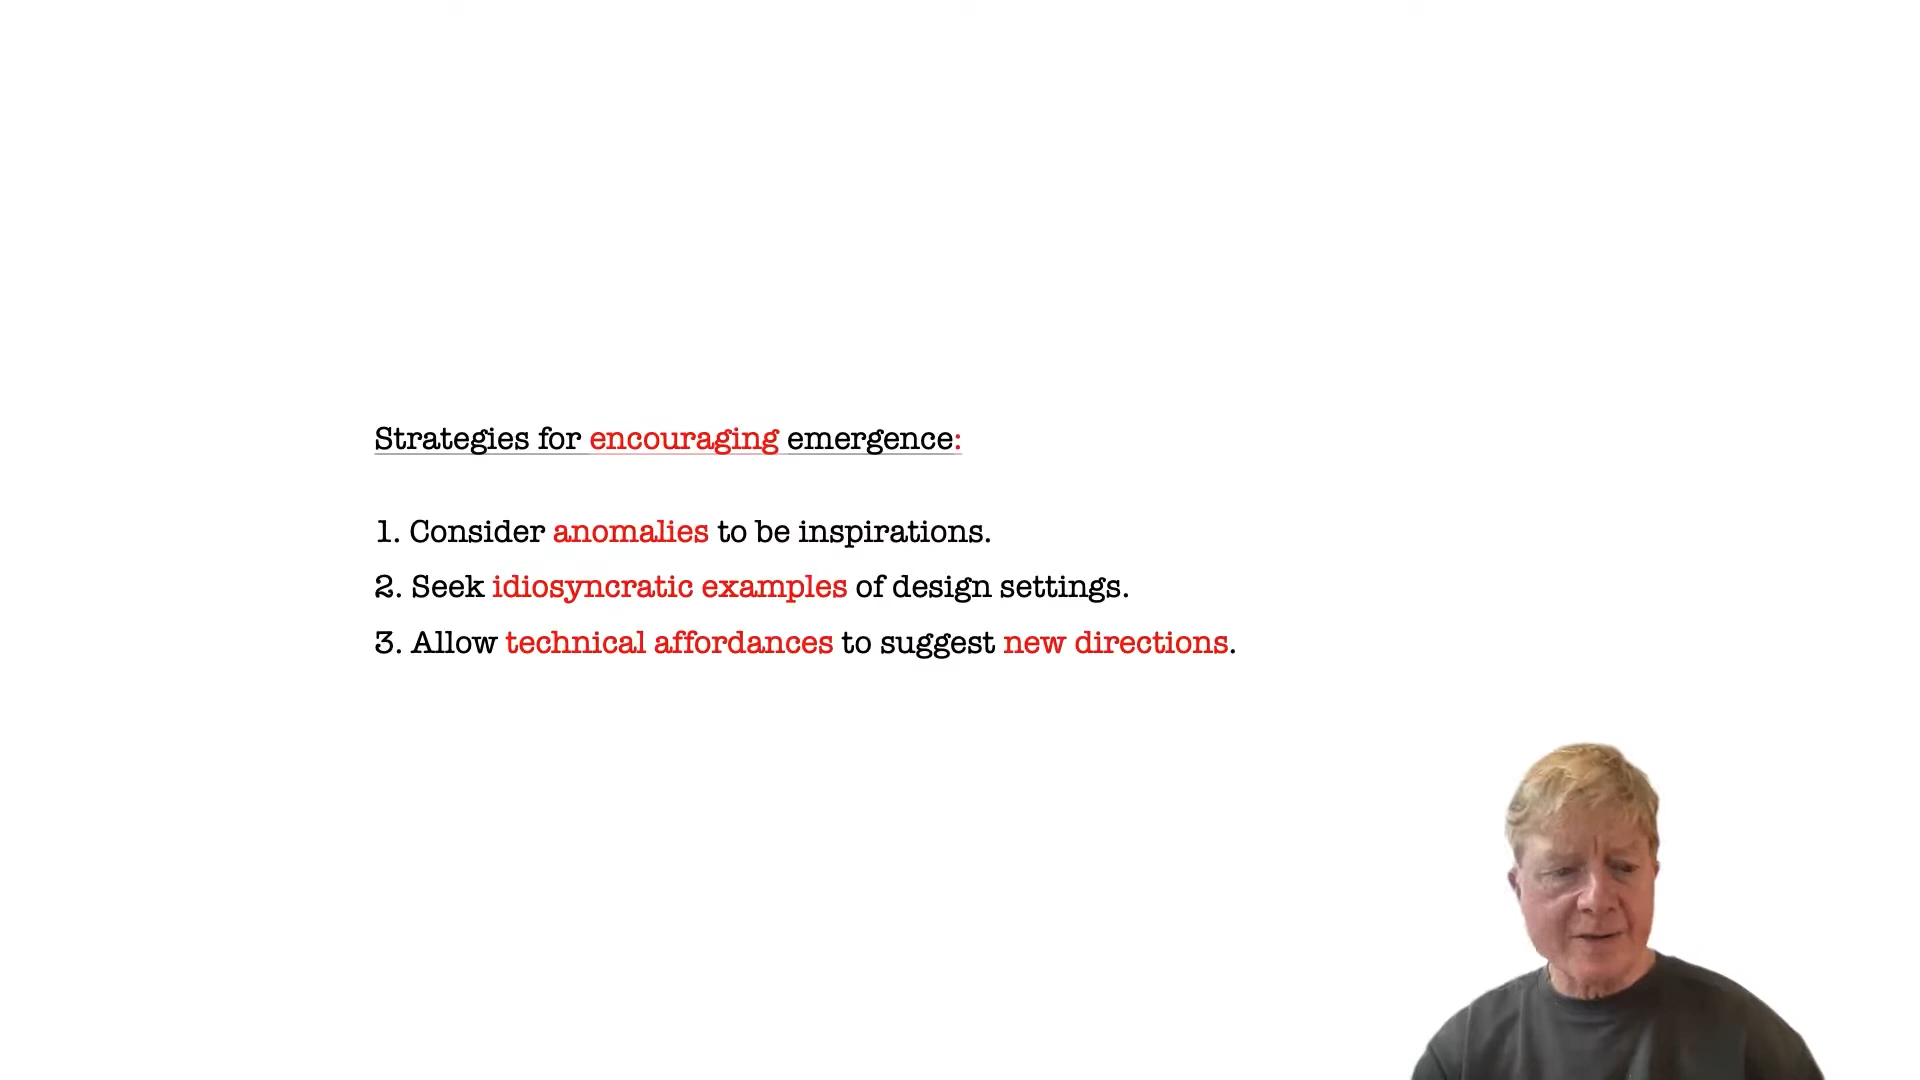 Strategies for encouraging emergence:
1. Consider anomalies to be inspirations.
2. Seek idiosyncratic examples of design settings.
3. Allow technical affordances to suggest new directions.